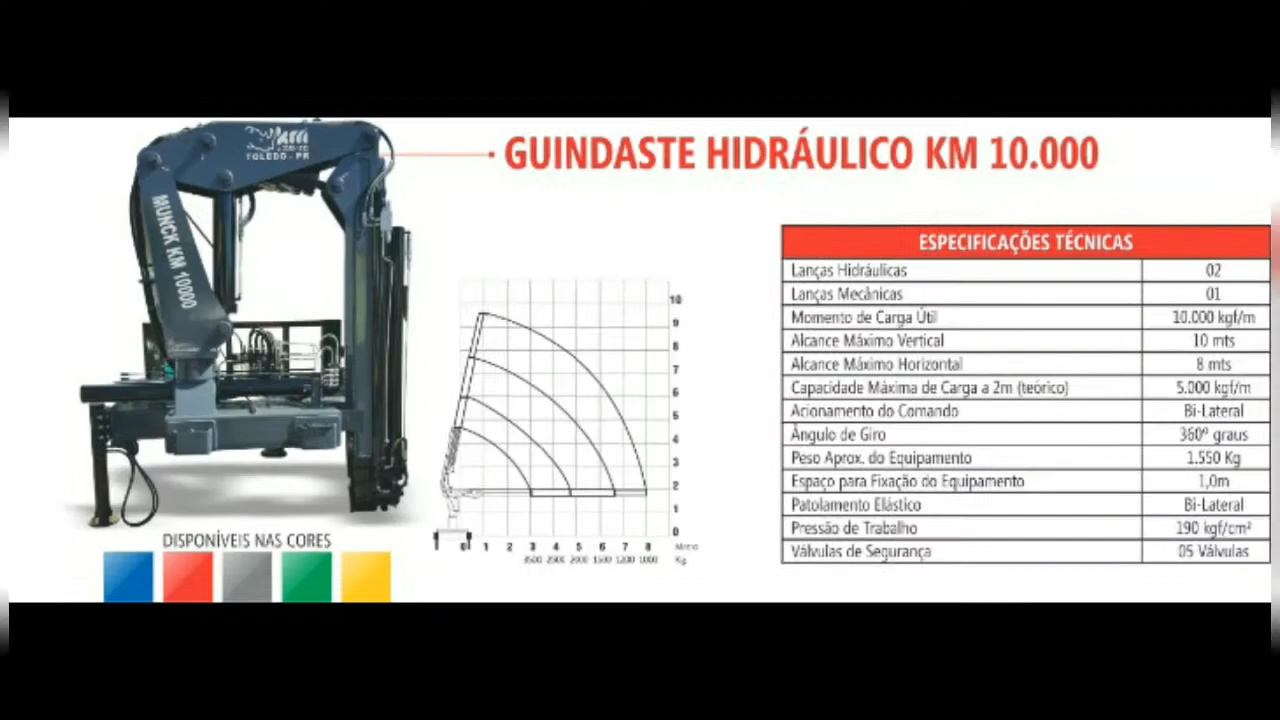 GUINDASTE HIDRÁULICO KM 10.000
km
TOLEDO - PR
MUNCK KM 10000
ESPECIFICAÇÕES TÉCNICAS
Lanças Hidráulicas 02
Lanças Mecânicas 01
Momento de Carga Útil 10.000 kgf/m
Alcance Máximo Vertical 10 mts
Alcance Máximo Horizontal 8 mts
Capacidade Máxima de Carga a 2m (teórico) 5.000 kgf/m
Acionamento do Comando Bi-Lateral
Ângulo de Giro 360º graus
Peso Aprox. do Equipamento 1.550 Kg
Espaço para Fixação do Equipamento 1,0m
Patolamento Elástico Bi-Lateral
Pressão de Trabalho 190 kgf/cm²
Válvulas de Segurança 05 Válvulas
10
9
8
7
6
5
4
3
2
1
0
1 0 1 2 3 4 5 6 7 8 Metro
3500 2500 2000 1500 1200 1000 Kg.
DISPONÍVEIS NAS CORES